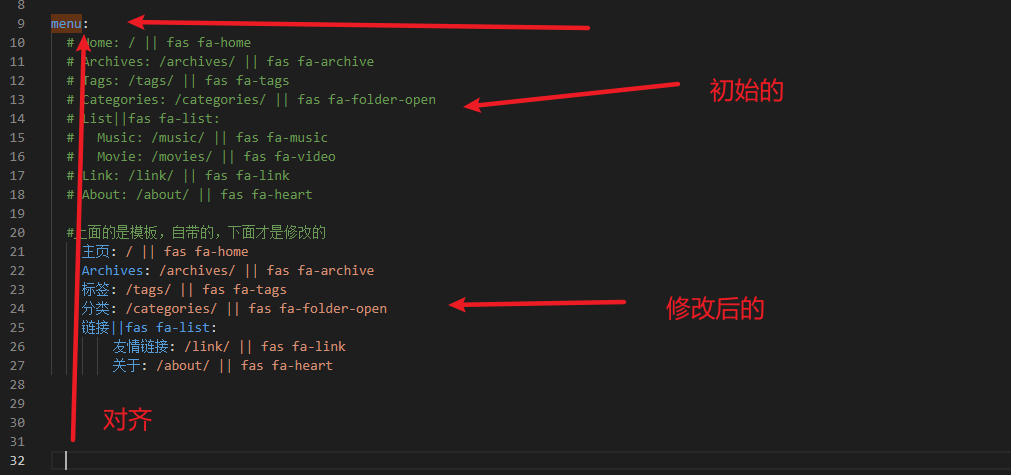 8
9 menu:
10 # Home: / || fas fa-home
11 # Archives: /archives/ || fas fa-archive
12 # Tags: /tags/ || fas fa-tags
初始的
13 # Categories: /categories/ || fas fa-folder-open
14 # List||fas fa-list:
15 #   Music: /music/ || fas fa-music
16 #   Movie: /movies/ || fas fa-video
17 # Link: /link/ || fas fa-link
18 # About: /about/ || fas fa-heart
19
20 #上面的是模板，自带的，下面才是修改的
21 主页: / || fas fa-home
22 Archives: /archives/ || fas fa-archive
23 标签: /tags/ || fas fa-tags
24 分类: /categories/ || fas fa-folder-open
修改后的
25 链接||fas fa-list:
26 友情链接: /link/ || fas fa-link
27 关于: /about/ || fas fa-heart
28
29
30
对齐
31
32